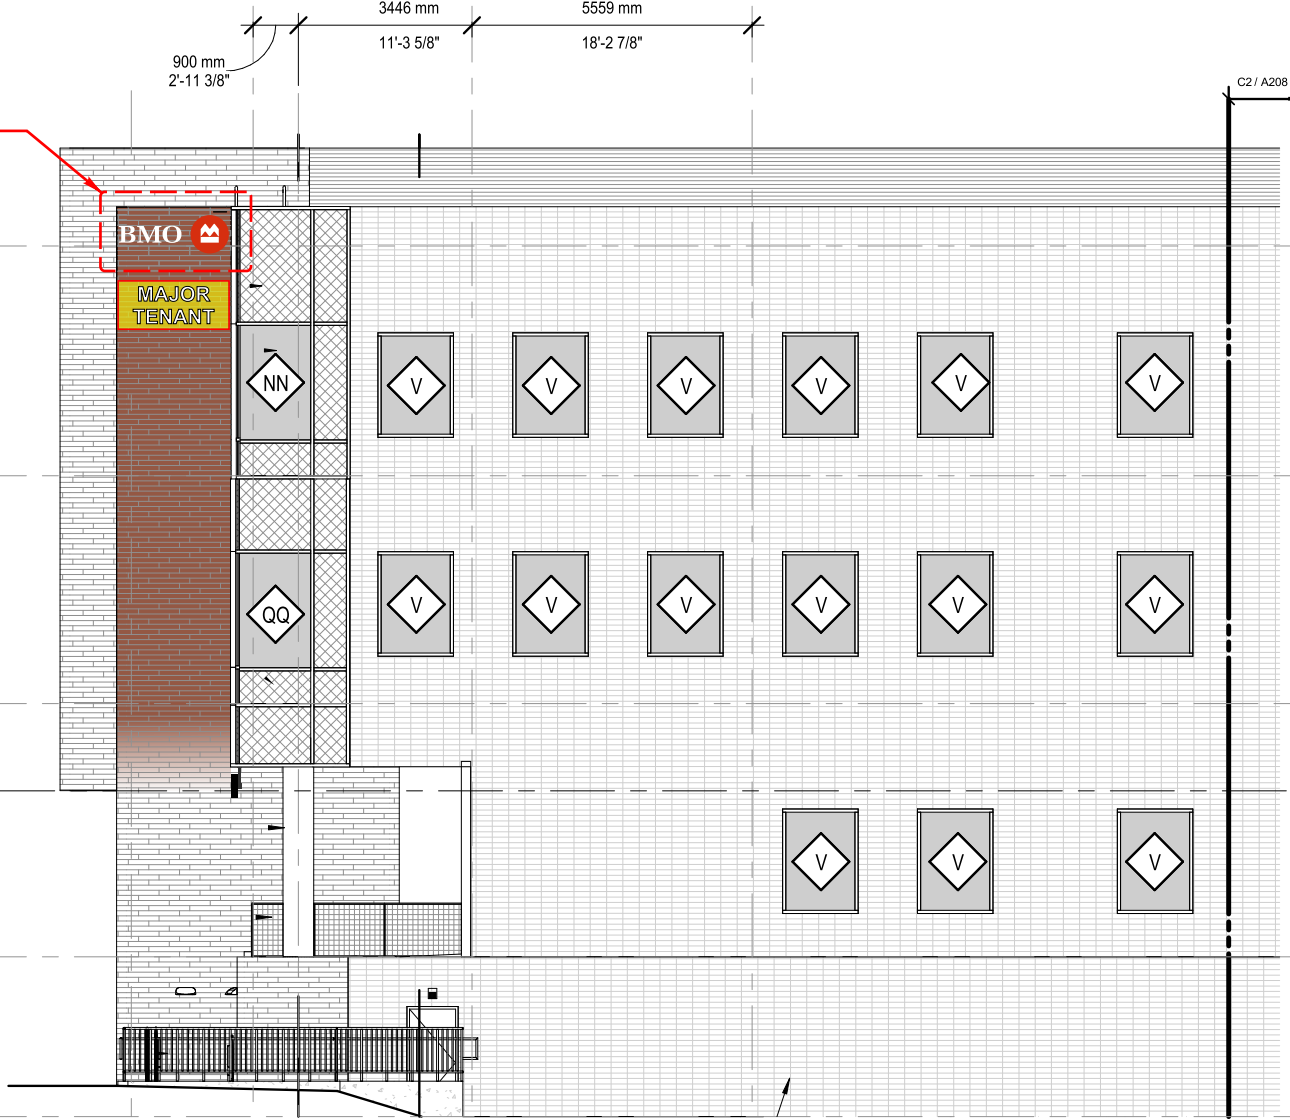 3446 mm
5559 mm
11'-3 5/8"
18'-2 7/8"
900 mm
2'-11 3/8"
C2 / A208
BMO
MAJOR
TENANT
NN
V
V
V
V
V
V
QQ
V
V
V
V
V
V
V
V
V